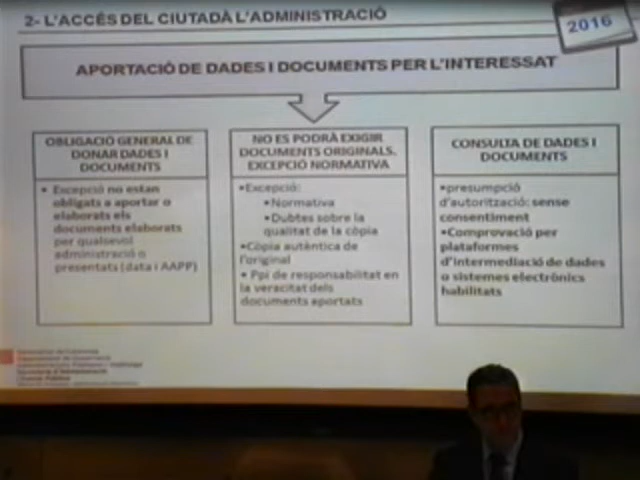 2- L'ACCÉS DEL CIUTADÀ L'ADMINISTRACIÓ
2016
APORTACIÓ DE DADES I DOCUMENTS PER L'INTERESSAT
OBLIGACIÓ GENERAL DE
DONAR DADES I
DOCUMENTS
• Excepció no estan
obligats a aportar o
elaborats els
documents elaborats
per qualsevol
administració o
presentats (data i AAPP)
NO ES PODRÀ EXIGIR
DOCUMENTS ORIGINALS.
EXCEPCIÓ NORMATIVA
•Excepció:
•Normativa
•Dubtes sobre la
qualitat de la còpia
•Còpia autèntica de
l'original
• Ppi de responsabilitat en
la veracitat dels
documents aportats
CONSULTA DE DADES I
DOCUMENTS
•presumpció
d'autorització: sense
consentiment
•Comprovació per
plataformes
d'intermediació de dades
o sistemes electrònics
habilitats